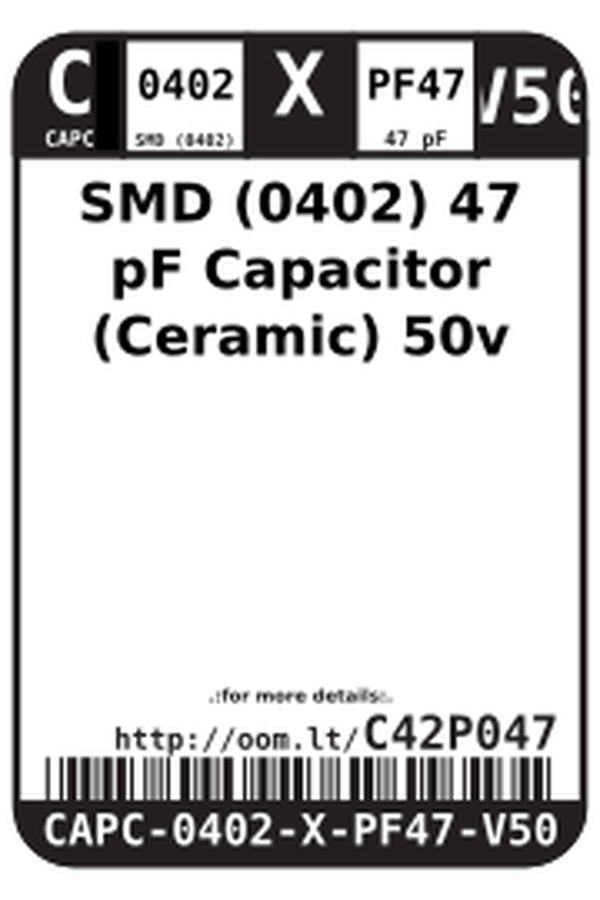 C 0402 X PF47 V50
CAPC SMD (0402) 47 pF
SMD (0402) 47
pF Capacitor
(Ceramic) 50v
.:for more details:.
http://oom.lt/C42P047
CAPC-0402-X-PF47-V50